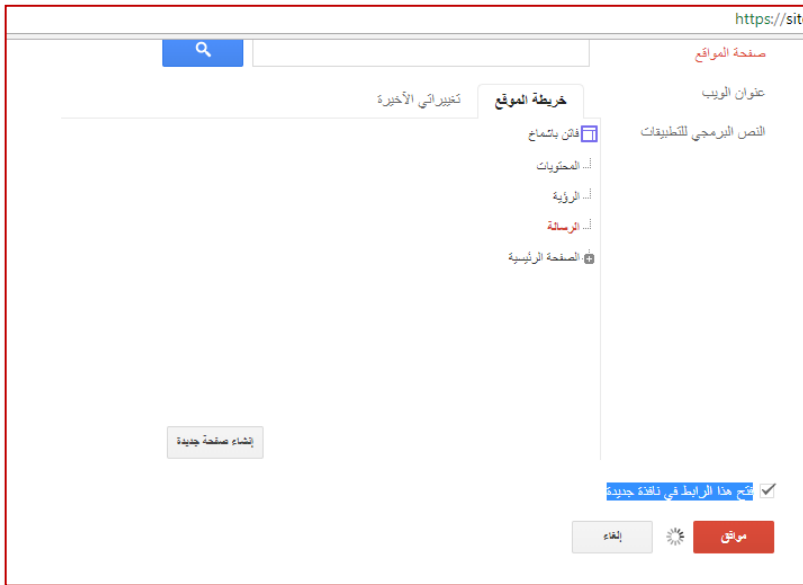 https://site
صفحة المواقع
عنوان الويب
النص البرمجي للتطبيقات
خريطة الموقع
تغييراتي الأخيرة
فاتن باشماخ
المحتويات
الرؤية
الرسالة
الصفحة الرئيسية
إنشاء صفحة جديدة
فتح هذا الرابط في نافذة جديدة
موافق
إلغاء